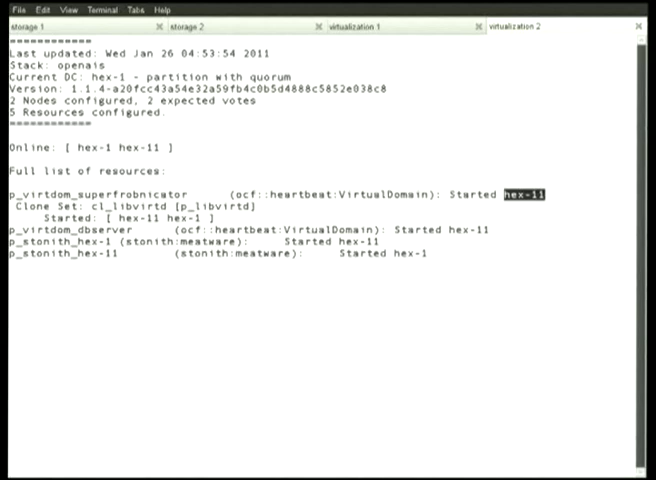 File Edit View Terminal Tabs Help
storage 1 storage 2 virtualization 1 virtualization 2
============
Last updated: Wed Jan 26 04:53:54 2011
Stack: openais
Current DC: hex-1 - partition with quorum
Version: 1.1.4-a20fcc43a54e32a59fb4c0b5d4888c5852e038c8
2 Nodes configured, 2 expected votes
5 Resources configured.
============
Online: [ hex-1 hex-11 ]
Full list of resources:
p_virtdom_superfrobnicator (ocf::heartbeat:VirtualDomain): Started hex-11
Clone Set: cl_libvirtd [p_libvirtd]
Started: [ hex-11 hex-1 ]
p_virtdom_dbserver (ocf::heartbeat:VirtualDomain): Started hex-11
p_stonith_hex-1 (stonith:meatware): Started hex-11
p_stonith_hex-11 (stonith:meatware): Started hex-1